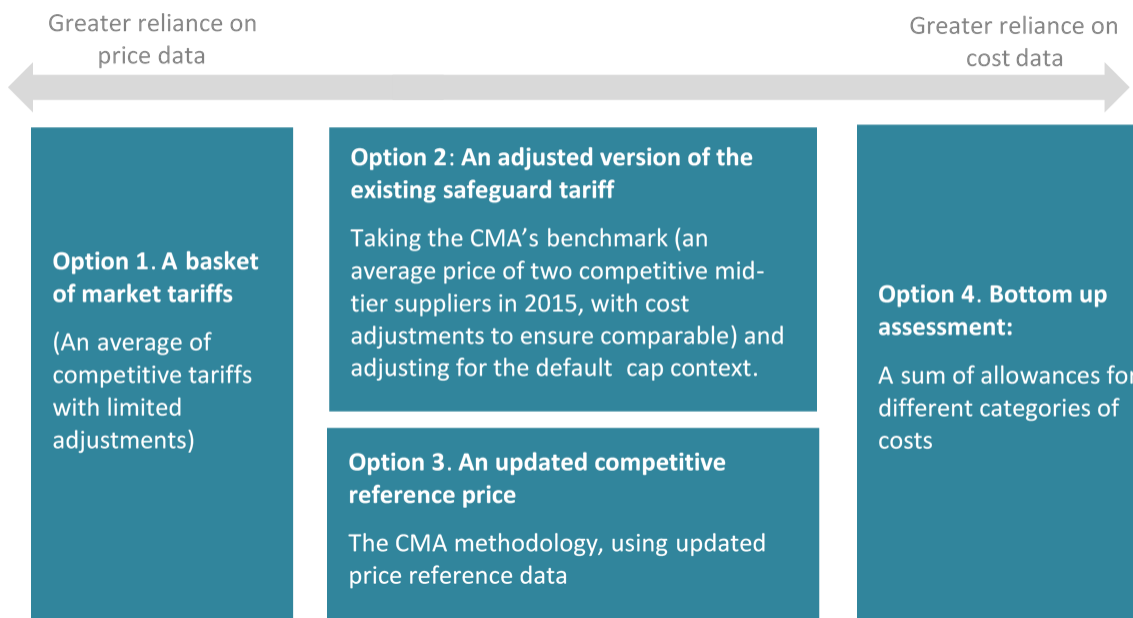 Greater reliance on
price data
Greater reliance on
cost data
Option 1. A basket
of market tariffs
(An average of
competitive tariffs
with limited
adjustments)
Option 2: An adjusted version of the
existing safeguard tariff
Taking the CMA’s benchmark (an
average price of two competitive mid-
tier suppliers in 2015, with cost
adjustments to ensure comparable) and
adjusting for the default cap context.
Option 3. An updated competitive
reference price
The CMA methodology, using updated
price reference data
Option 4. Bottom up
assessment:
A sum of allowances for
different categories of
costs